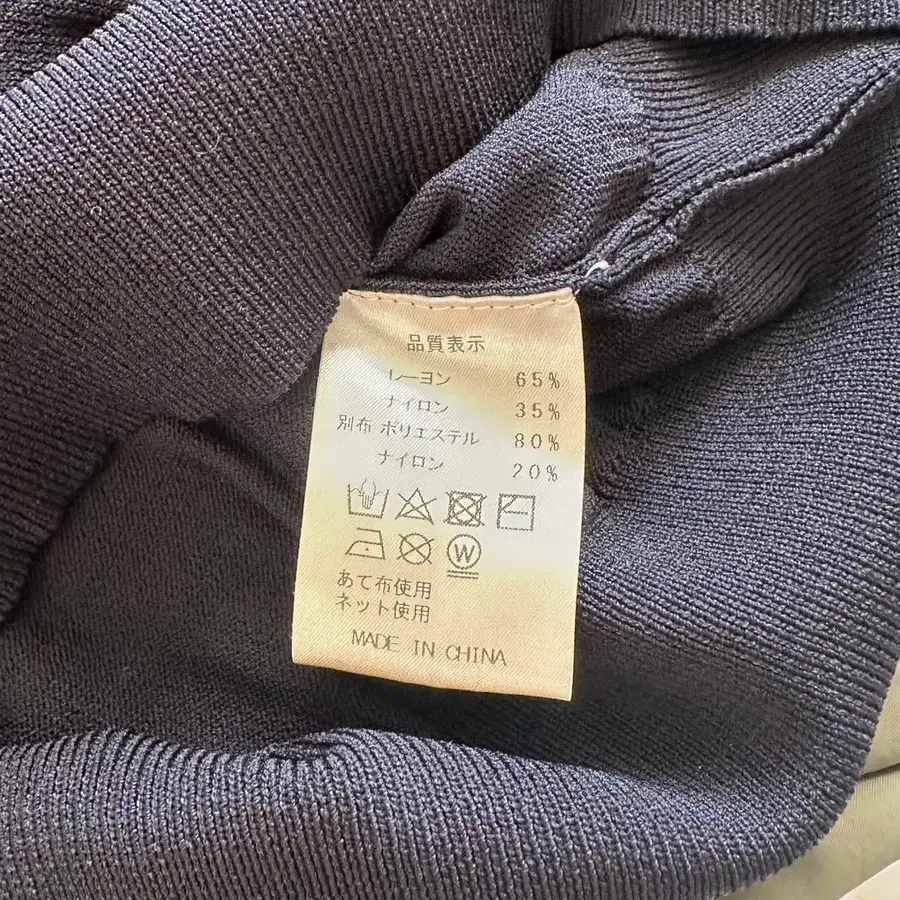 品質表示
レーヨン 65%
ナイロン 35%
別布 ポリエステル 80%
ナイロン 20%
W
あて布使用
ネット使用
MADE IN CHINA